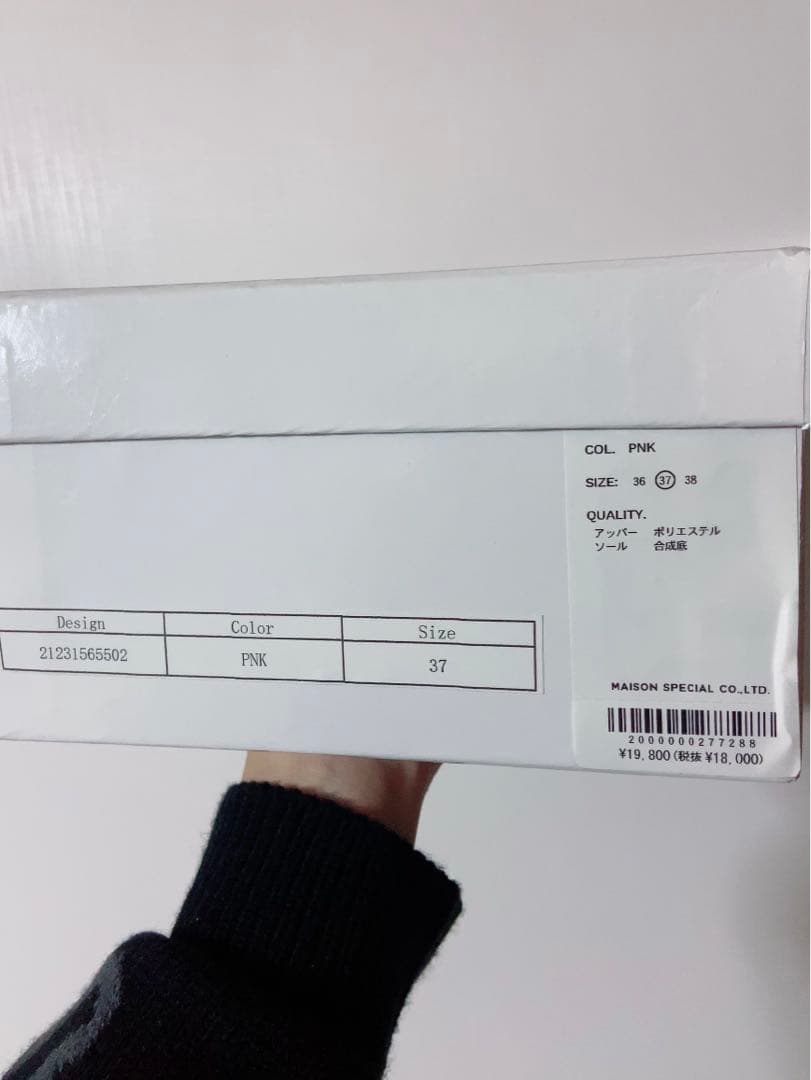 COL. PNK
SIZE: 36 37 38
QUALITY.
アッパー ポリエステル
ソール 合成底
Design Color Size
21231565502 PNK 37
MAISON SPECIAL CO.,LTD.
2000000277288
¥19,800(税抜 ¥18,000)